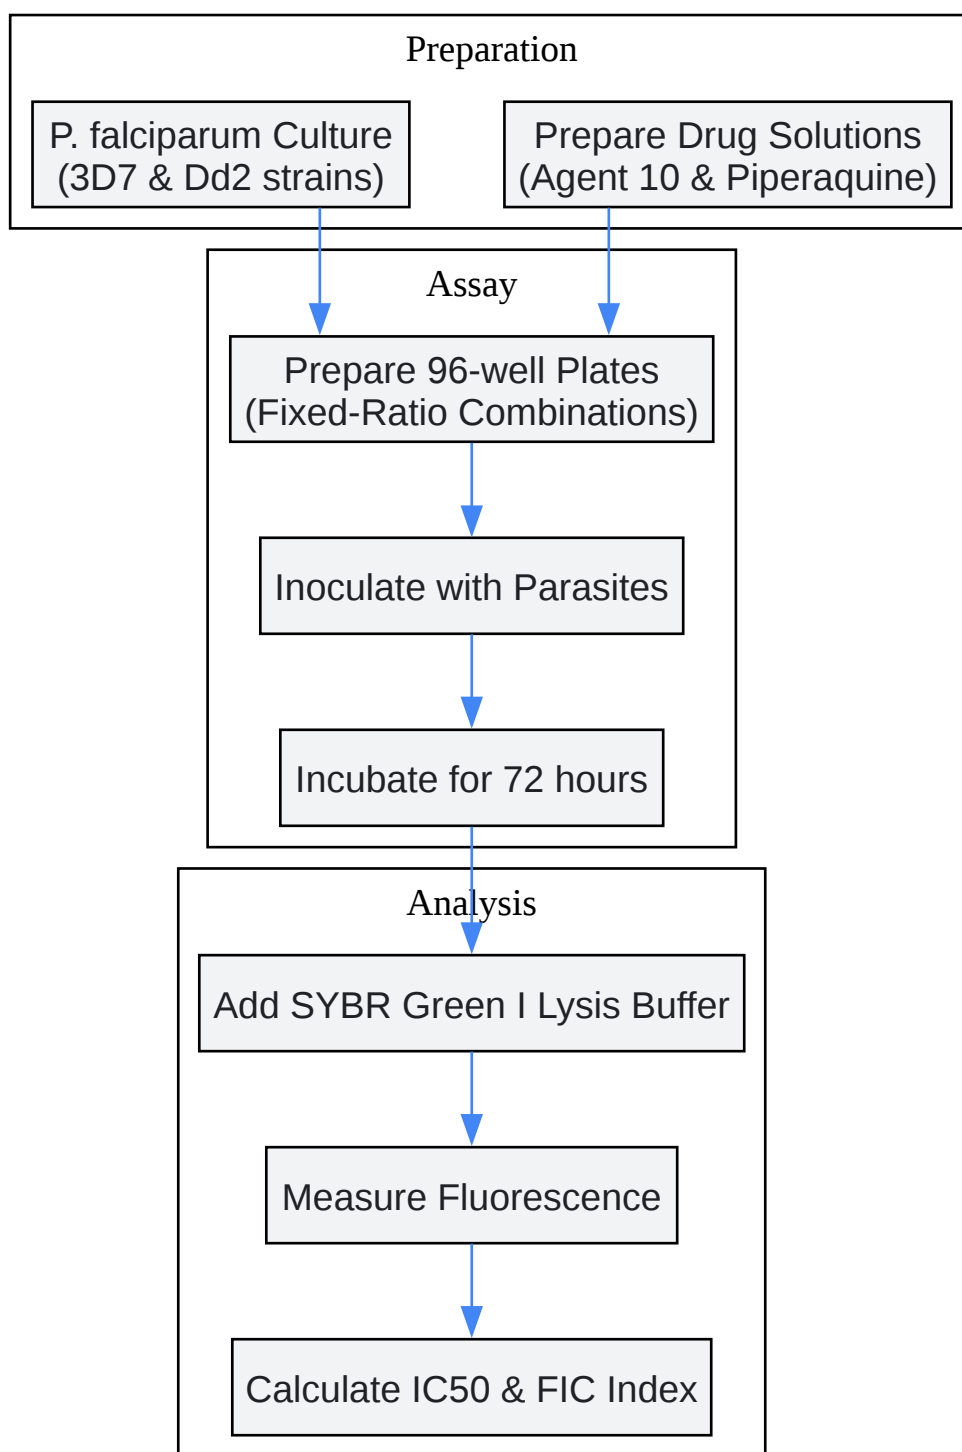 Preparation
P. falciparum Culture
(3D7 & Dd2 strains)
Prepare Drug Solutions
(Agent 10 & Piperaquine)
Assay
Prepare 96-well Plates
(Fixed-Ratio Combinations)
Inoculate with Parasites
Incubate for 72 hours
Analysis
Add SYBR Green I Lysis Buffer
Measure Fluorescence
Calculate IC50 & FIC Index